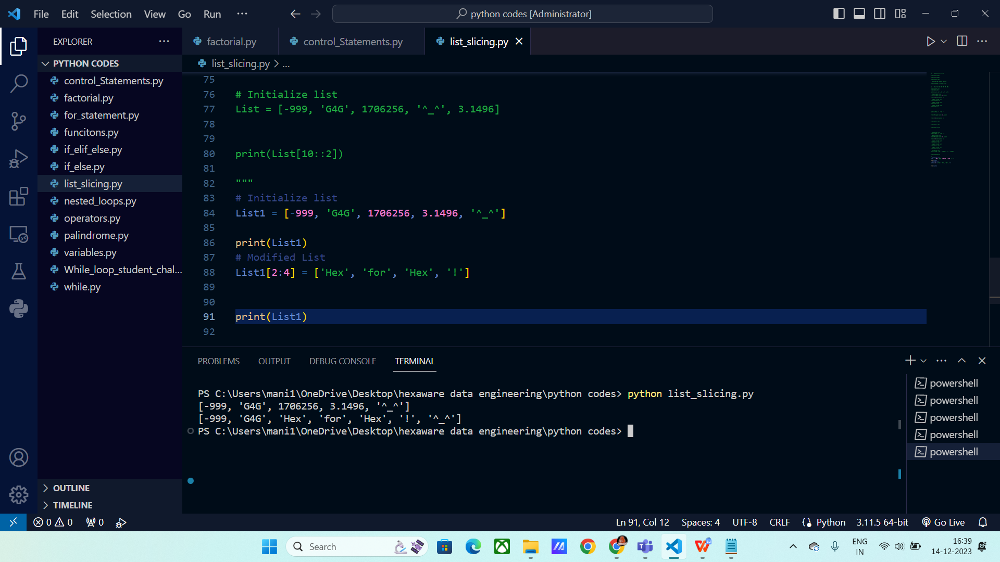 File Edit Selection View Go Run ···
python codes [Administrator]
EXPLORER ···
factorial.py
control_Statements.py
list_slicing.py
PYTHON CODES
control_Statements.py
factorial.py
for_statement.py
funcitons.py
if_elif_else.py
if_else.py
list_slicing.py
nested_loops.py
operators.py
palindrome.py
variables.py
While_loop_student_chal...
while.py
OUTLINE
TIMELINE
list_slicing.py > ...
75
76 # Initialize list
77 List = [-999, 'G4G', 1706256, '^_^', 3.1496]
78
79
80 print(List[10::2])
81
82 """
83 # Initialize list
84 List1 = [-999, 'G4G', 1706256, 3.1496, '^_^']
85
86 print(List1)
87 # Modified List
88 List1[2:4] = ['Hex', 'for', 'Hex', '!']
89
90
91 print(List1)
92
PROBLEMS OUTPUT DEBUG CONSOLE TERMINAL
PS C:\Users\mani1\OneDrive\Desktop\hexaware data engineering\python codes> python list_slicing.py
[-999, 'G4G', 1706256, 3.1496, '^_^']
[-999, 'G4G', 'Hex', 'for', 'Hex', '!', '^_^']
PS C:\Users\mani1\OneDrive\Desktop\hexaware data engineering\python codes>
powershell
powershell
powershell
powershell
powershell
0 0 0
Ln 91, Col 12 Spaces: 4 UTF-8 CRLF Python 3.11.5 64-bit Go Live
Search
ENG
IN
16:39
14-12-2023